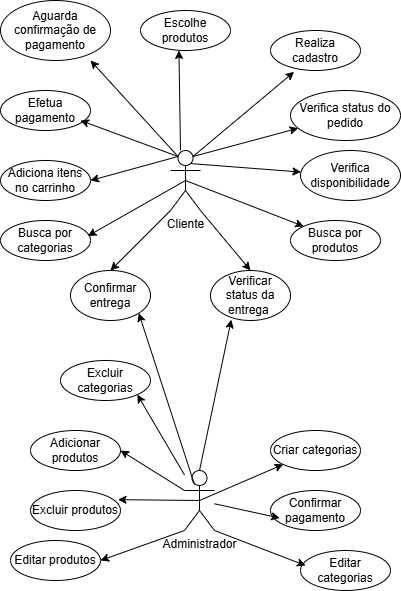 Aguarda
confirmação de
pagamento
Escolhe
produtos
Realiza
cadastro
Efetua
pagamento
Verifica status do
pedido
Adiciona itens
no carrinho
Verifica
disponibilidade
Busca por
categorias
Cliente
Busca por
produtos
Confirmar
entrega
Verificar
status da
entrega
Excluir
categorias
Adicionar
produtos
Criar categorias
Excluir produtos
Confirmar
pagamento
Administrador
Editar produtos
Editar
categorias